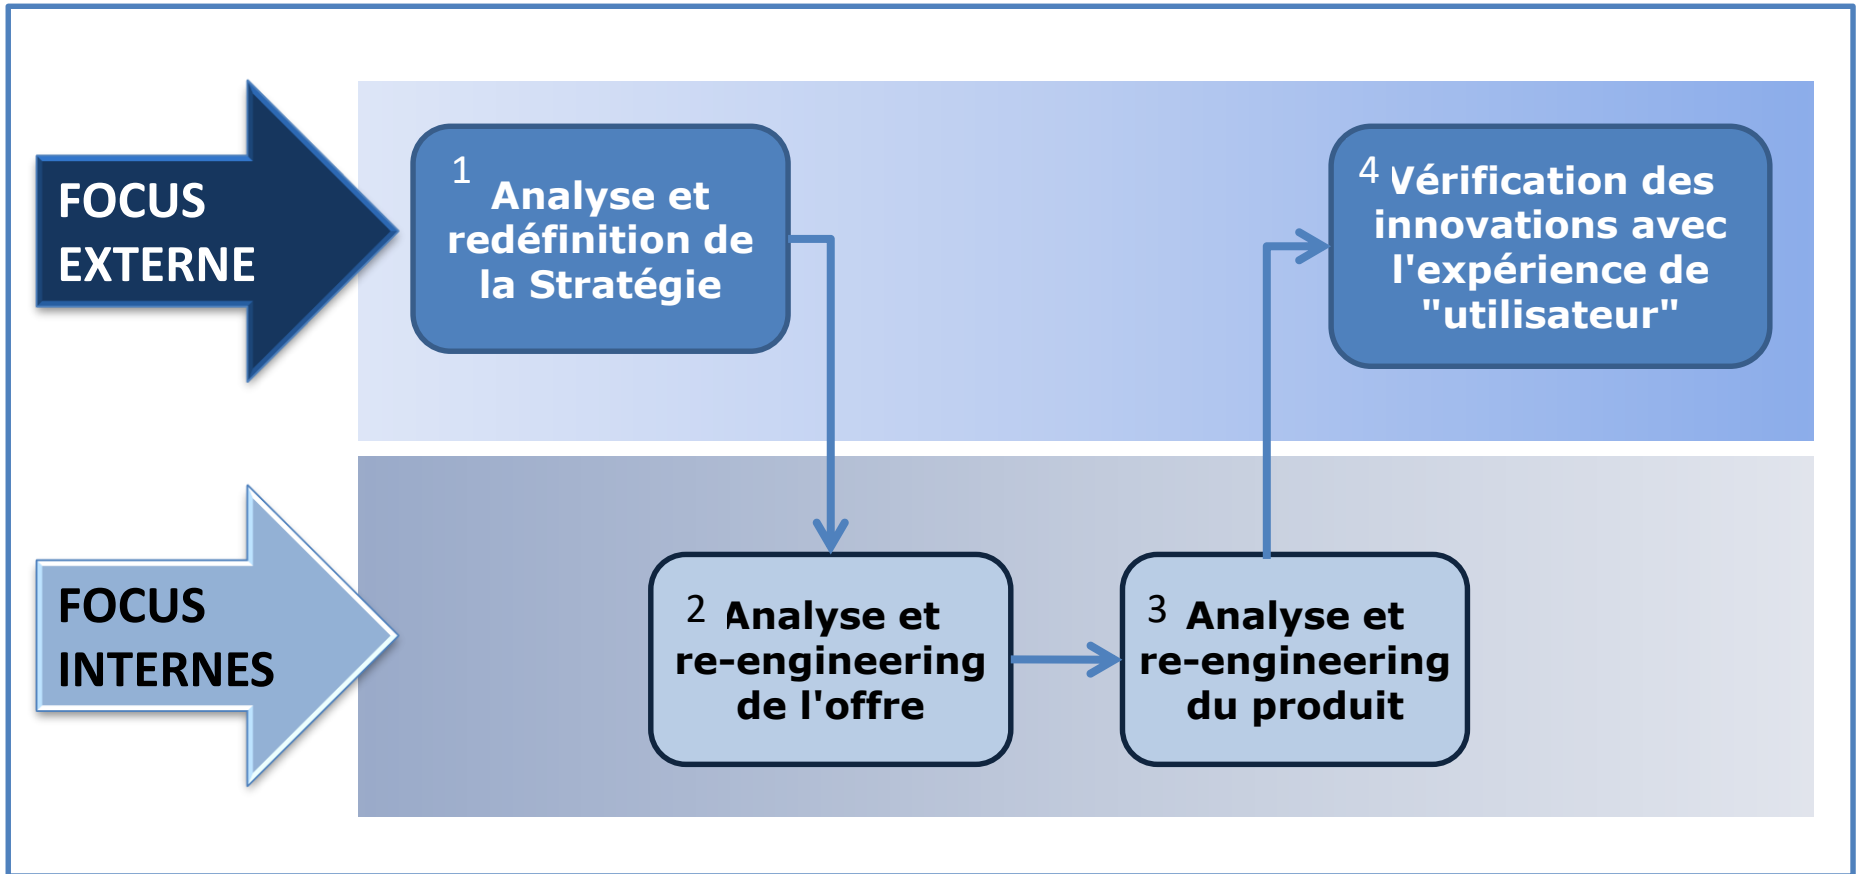 FOCUS
EXTERNE
1
Analyse et
redéfinition de
la Stratégie
4 Vérification des
innovations avec
l'expérience de
"utilisateur"
FOCUS
INTERNES
2 Analyse et
re-engineering
de l'offre
3 Analyse et
re-engineering
du produit